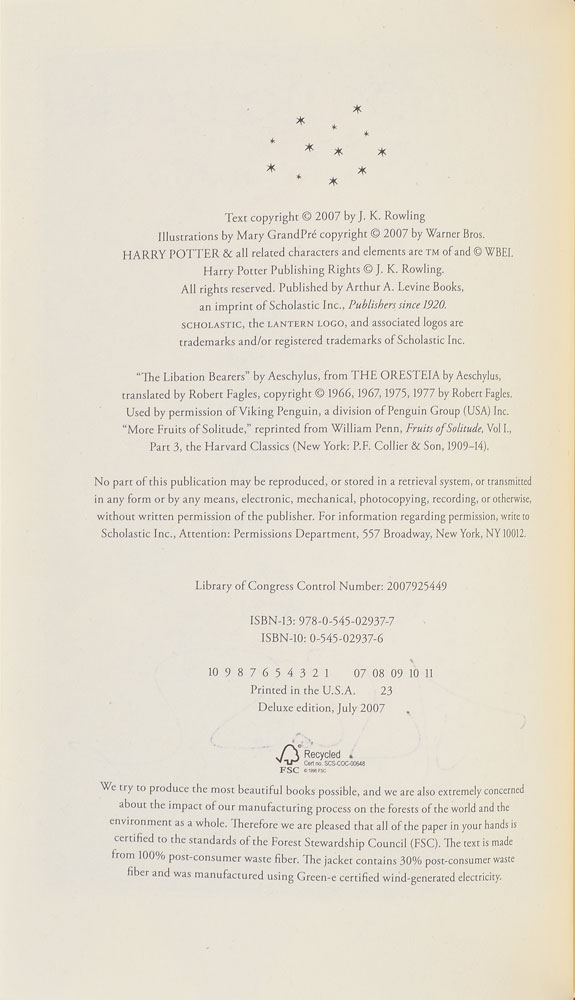 Text copyright © 2007 by J. K. Rowling
Illustrations by Mary GrandPré copyright © 2007 by Warner Bros.
HARRY POTTER & all related characters and elements are TM of and © WBEI.
Harry Potter Publishing Rights © J. K. Rowling.
All rights reserved. Published by Arthur A. Levine Books,
an imprint of Scholastic Inc., Publishers since 1920.
SCHOLASTIC, the LANTERN LOGO, and associated logos are
trademarks and/or registered trademarks of Scholastic Inc.
“The Libation Bearers” by Aeschylus, from THE ORESTEIA by Aeschylus,
translated by Robert Fagles, copyright © 1966, 1967, 1975, 1977 by Robert Fagles.
Used by permission of Viking Penguin, a division of Penguin Group (USA) Inc.
“More Fruits of Solitude,” reprinted from William Penn, Fruits of Solitude, Vol I.,
Part 3, the Harvard Classics (New York: P.F. Collier & Son, 1909–14).
No part of this publication may be reproduced, or stored in a retrieval system, or transmitted
in any form or by any means, electronic, mechanical, photocopying, recording, or otherwise,
without written permission of the publisher. For information regarding permission, write to
Scholastic Inc., Attention: Permissions Department, 557 Broadway, New York, NY 10012.
Library of Congress Control Number: 2007925449
ISBN-13: 978-0-545-02937-7
ISBN-10: 0-545-02937-6
10 9 8 7 6 5 4 3 2 1 07 08 09 10 11
Printed in the U.S.A. 23
Deluxe edition, July 2007
Recycled
Cert no. SCS-COC-00648
FSC © 1996 FSC
We try to produce the most beautiful books possible, and we are also extremely concerned
about the impact of our manufacturing process on the forests of the world and the
environment as a whole. Therefore we are pleased that all of the paper in your hands is
certified to the standards of the Forest Stewardship Council (FSC). The text is made
from 100% post-consumer waste fiber. The jacket contains 30% post-consumer waste
fiber and was manufactured using Green-e certified wind-generated electricity.